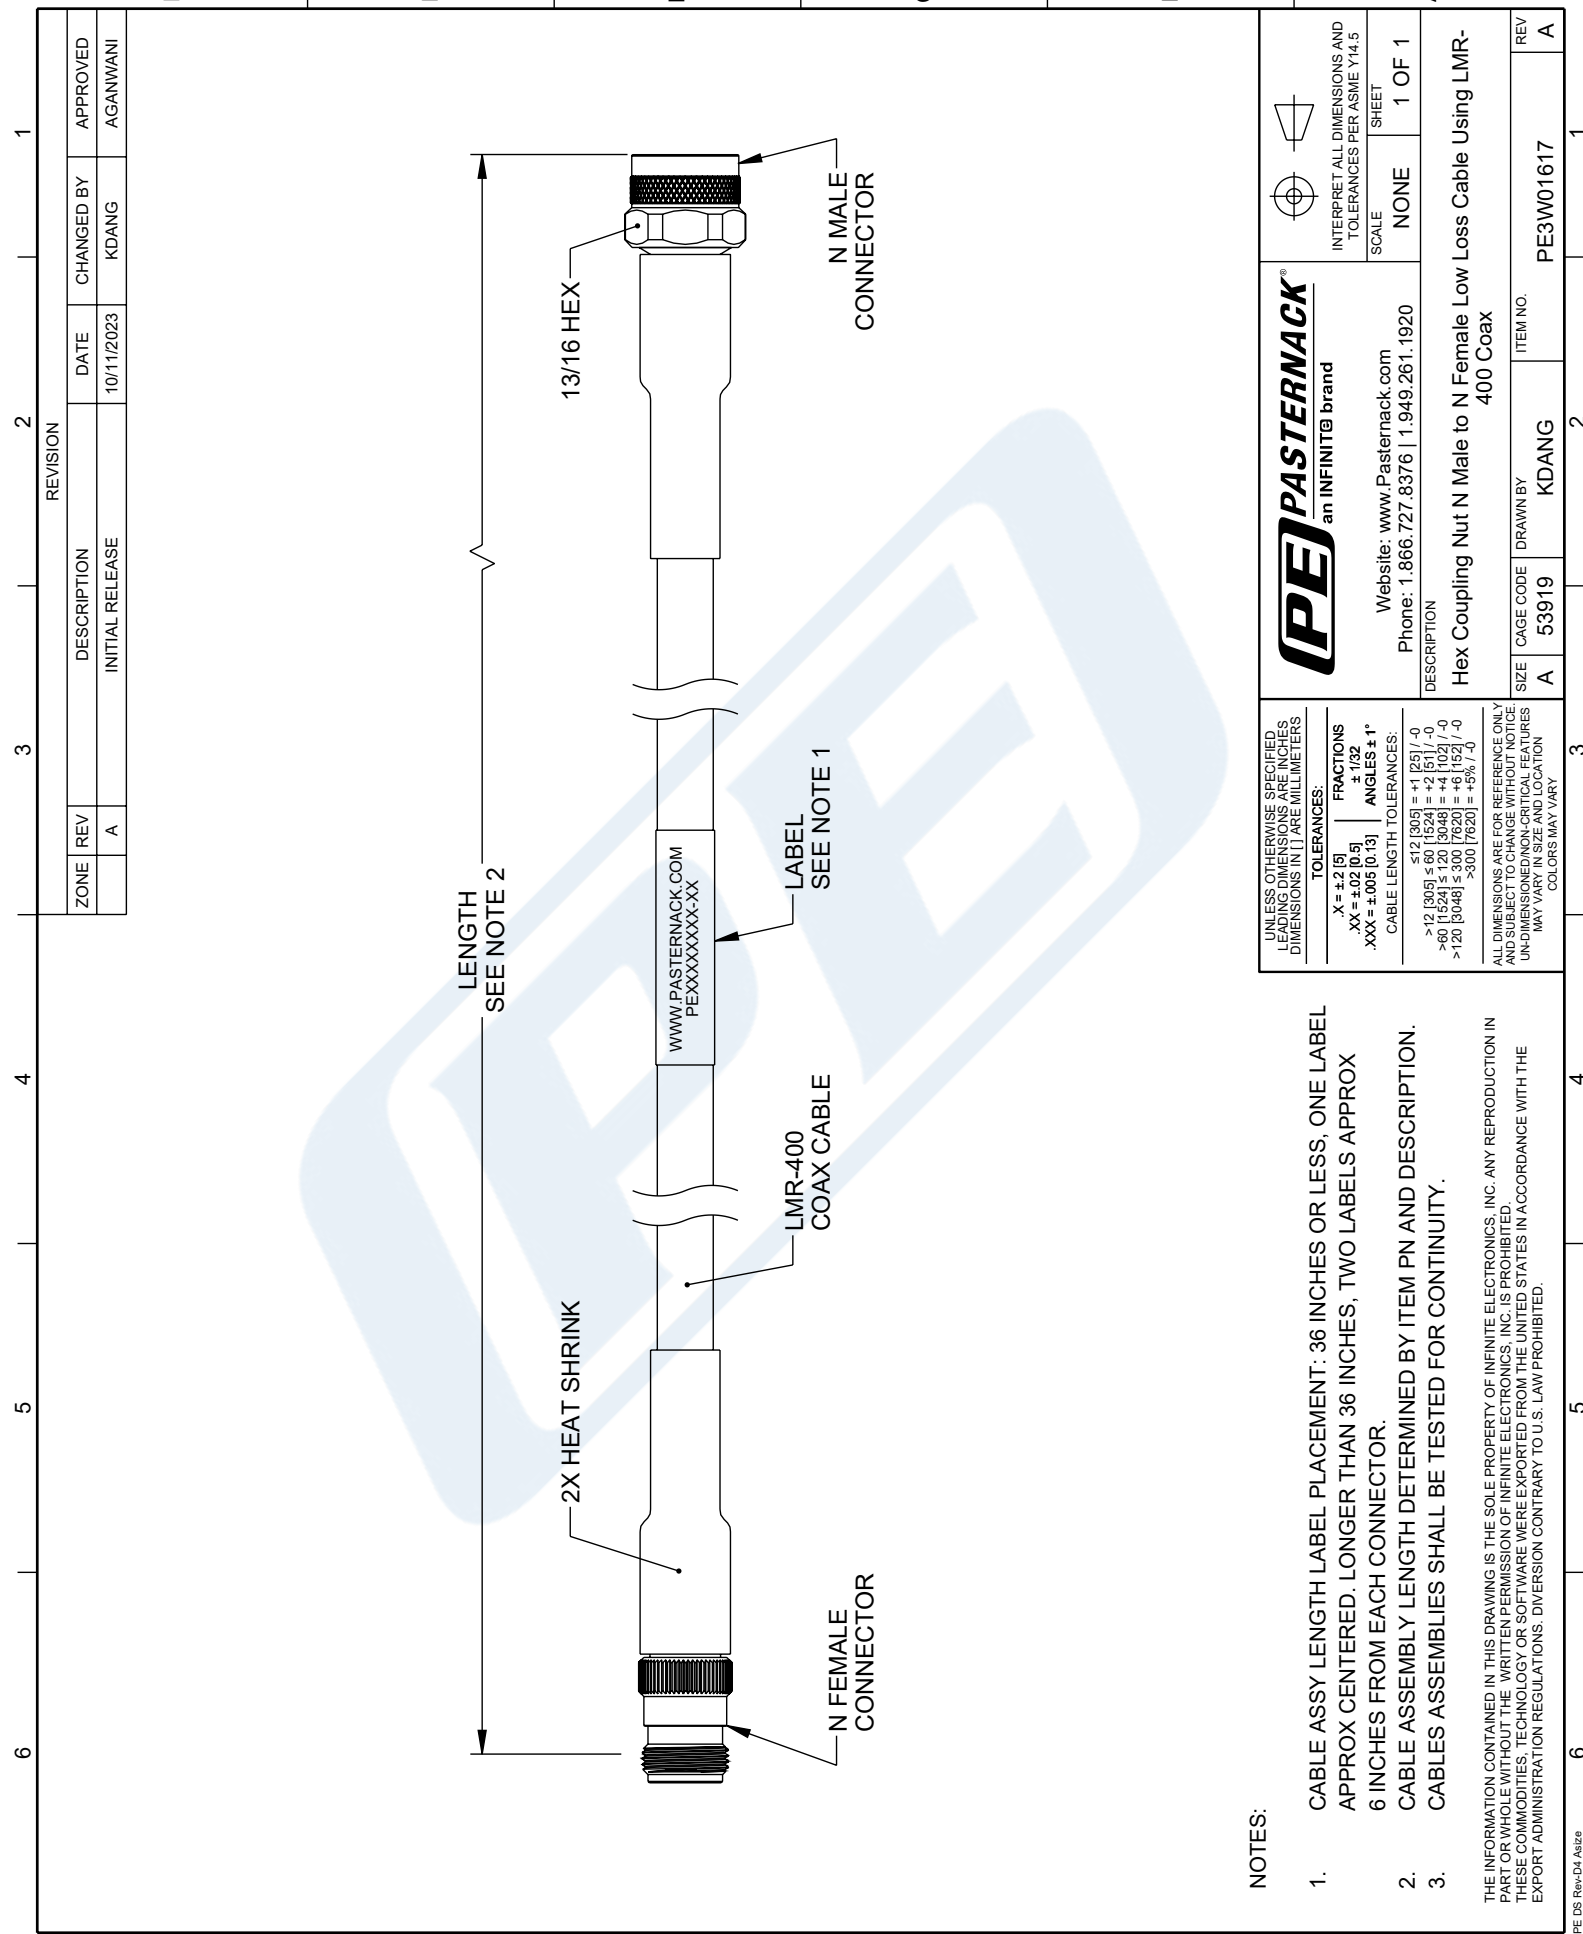 6
5
4
3
2
1
REVISION
ZONE REV DESCRIPTION DATE CHANGED BY APPROVED
A INITIAL RELEASE 10/11/2023 KDANG AGANWANI
LENGTH
SEE NOTE 2
2X HEAT SHRINK
13/16 HEX
WWW.PASTERNACK.COM
PEXXXXXXXX-XX
N FEMALE
CONNECTOR
LMR-400
COAX CABLE
LABEL
SEE NOTE 1
N MALE
CONNECTOR
PE
NOTES:
1. CABLE ASSY LENGTH LABEL PLACEMENT: 36 INCHES OR LESS, ONE LABEL
APPROX CENTERED. LONGER THAN 36 INCHES, TWO LABELS APPROX
6 INCHES FROM EACH CONNECTOR.
2. CABLE ASSEMBLY LENGTH DETERMINED BY ITEM PN AND DESCRIPTION.
3. CABLES ASSEMBLIES SHALL BE TESTED FOR CONTINUITY.
THE INFORMATION CONTAINED IN THIS DRAWING IS THE SOLE PROPERTY OF INFINITE ELECTRONICS, INC. ANY REPRODUCTION IN
PART OR WHOLE WITHOUT THE WRITTEN PERMISSION OF INFINITE ELECTRONICS, INC. IS PROHIBITED.
THESE COMMODITIES, TECHNOLOGY OR SOFTWARE WERE EXPORTED FROM THE UNITED STATES IN ACCORDANCE WITH THE
EXPORT ADMINISTRATION REGULATIONS. DIVERSION CONTRARY TO U.S. LAW PROHIBITED.
UNLESS OTHERWISE SPECIFIED
LEADING DIMENSIONS ARE INCHES
DIMENSIONS IN [ ] ARE MILLIMETERS
TOLERANCES:
.X = ±.2 [5] FRACTIONS
.XX = ±.02 [0.5] ± 1/32
.XXX = ±.005 [0.13] ANGLES ± 1°
CABLE LENGTH TOLERANCES:
≤12 [305] = +1 [25] / -0
>12 [305] ≤ 60 [1524] = +2 [51] / -0
>60 [1524] ≤ 120 [3048] = +4 [102] / -0
>120 [3048] ≤ 300 [7620] = +6 [152] / -0
>300 [7620] = +5% / -0
ALL DIMENSIONS ARE FOR REFERENCE ONLY
AND SUBJECT TO CHANGE WITHOUT NOTICE.
UN-DIMENSIONED/NON-CRITICAL FEATURES
MAY VARY IN SIZE AND LOCATION
COLORS MAY VARY
PE PASTERNACK®
an INFINIT@ brand
Website: www.Pasternack.com
Phone: 1.866.727.8376 | 1.949.261.1920
INTERPRET ALL DIMENSIONS AND
TOLERANCES PER ASME Y14.5
SCALE SHEET
NONE 1 OF 1
DESCRIPTION
Hex Coupling Nut N Male to N Female Low Loss Cable Using LMR-
400 Coax
SIZE CAGE CODE DRAWN BY ITEM NO. REV
A 53919 KDANG PE3W01617 A
6
5
4
3
2
1
PE DS Rev-D4 Asize